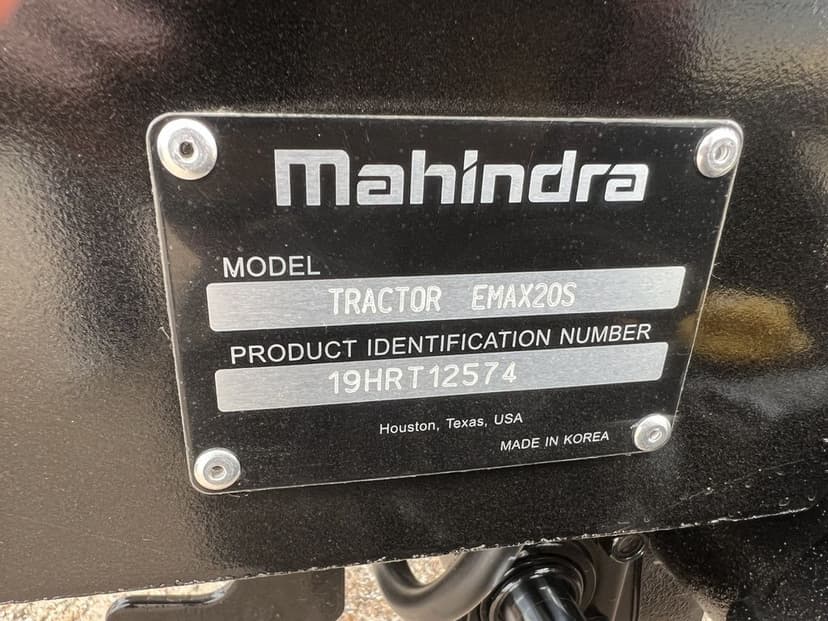 Mahindra
MODEL
TRACTOR EMAX20S
PRODUCT IDENTIFICATION NUMBER
19HRT12574
Houston, Texas, USA
MADE IN KOREA